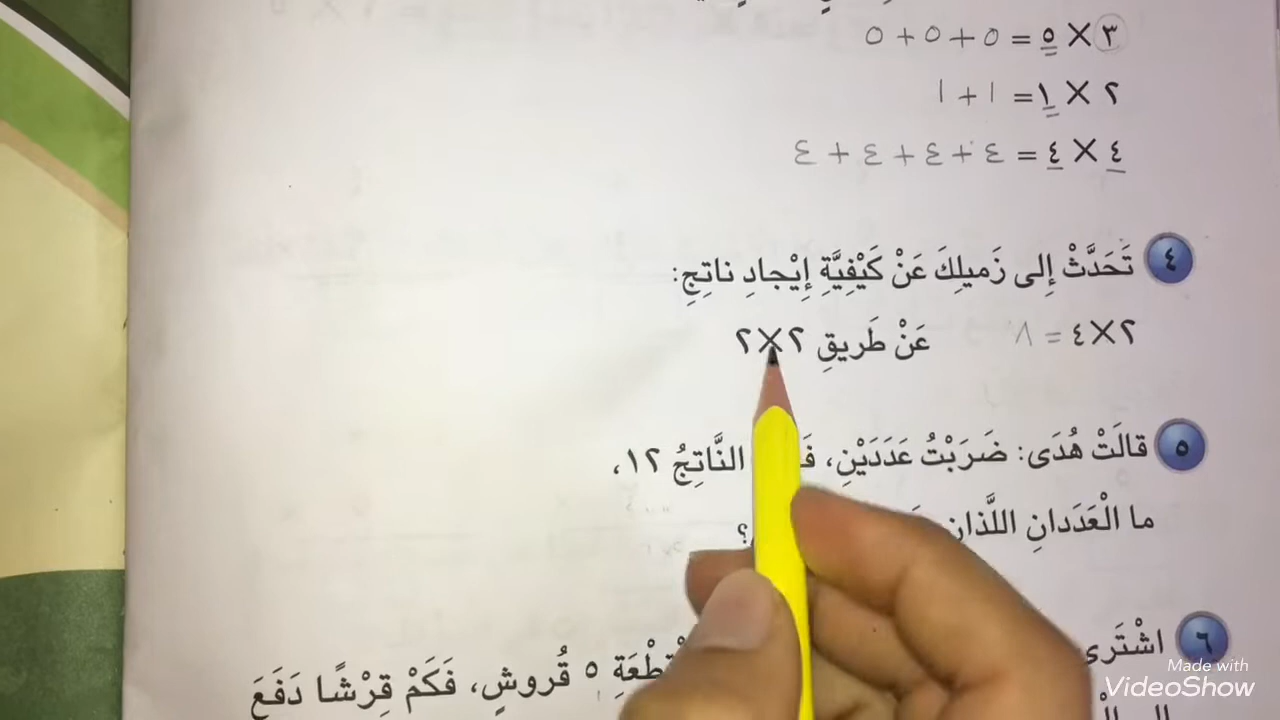 ٣ × ٥ = ٥ + ٥ + ٥
٢ × ١ = ١ + ١
٤ × ٤ = ٤ + ٤ + ٤ + ٤
٤ تَحَدَّثْ إِلى زَميلِكَ عَنْ كَيْفِيَّةِ إِيْجادِ ناتِجِ:
٢×٤ = ٨ عَنْ طَريقِ ٢×٢
٥ قالَتْ هُدَى: ضَرَبْتُ عَدَدَيْنِ، النَّاتِجُ ١٢،
ما الْعَدَدانِ اللَّذانِ ؟
٦ اشْتَرى
٥ قُروشٍ، فَكَمْ قِرْشًا دَفَعَ
Made with
VideoShow